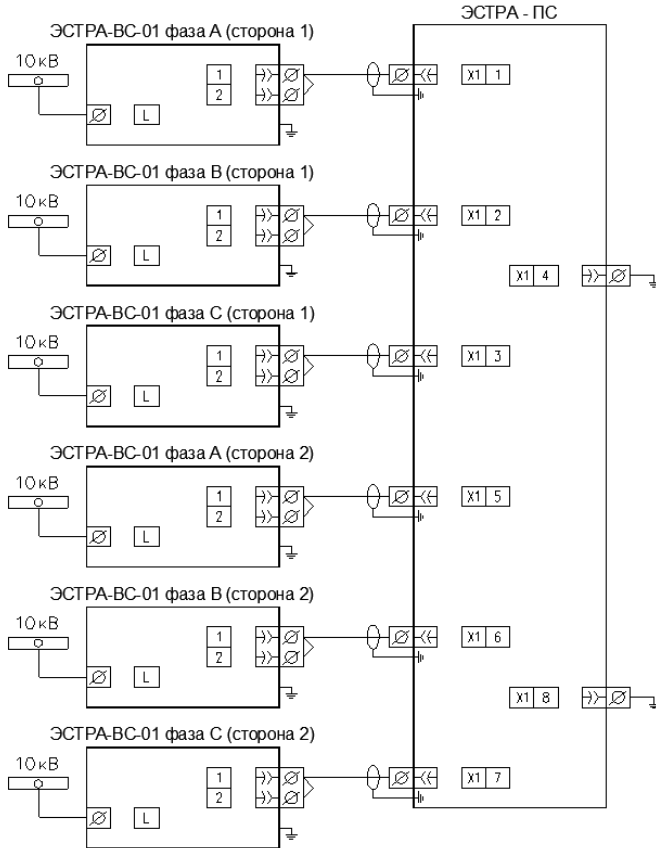 ЭСТРА - ПС
ЭСТРА-ВС-01 фаза А (сторона 1)
10кВ
L
1
2
X1 1
ЭСТРА-ВС-01 фаза В (сторона 1)
10кВ
L
1
2
X1 2
X1 4
ЭСТРА-ВС-01 фаза С (сторона 1)
10кВ
L
1
2
X1 3
ЭСТРА-ВС-01 фаза А (сторона 2)
10кВ
L
1
2
X1 5
ЭСТРА-ВС-01 фаза В (сторона 2)
10кВ
L
1
2
X1 6
X1 8
ЭСТРА-ВС-01 фаза С (сторона 2)
10кВ
L
1
2
X1 7